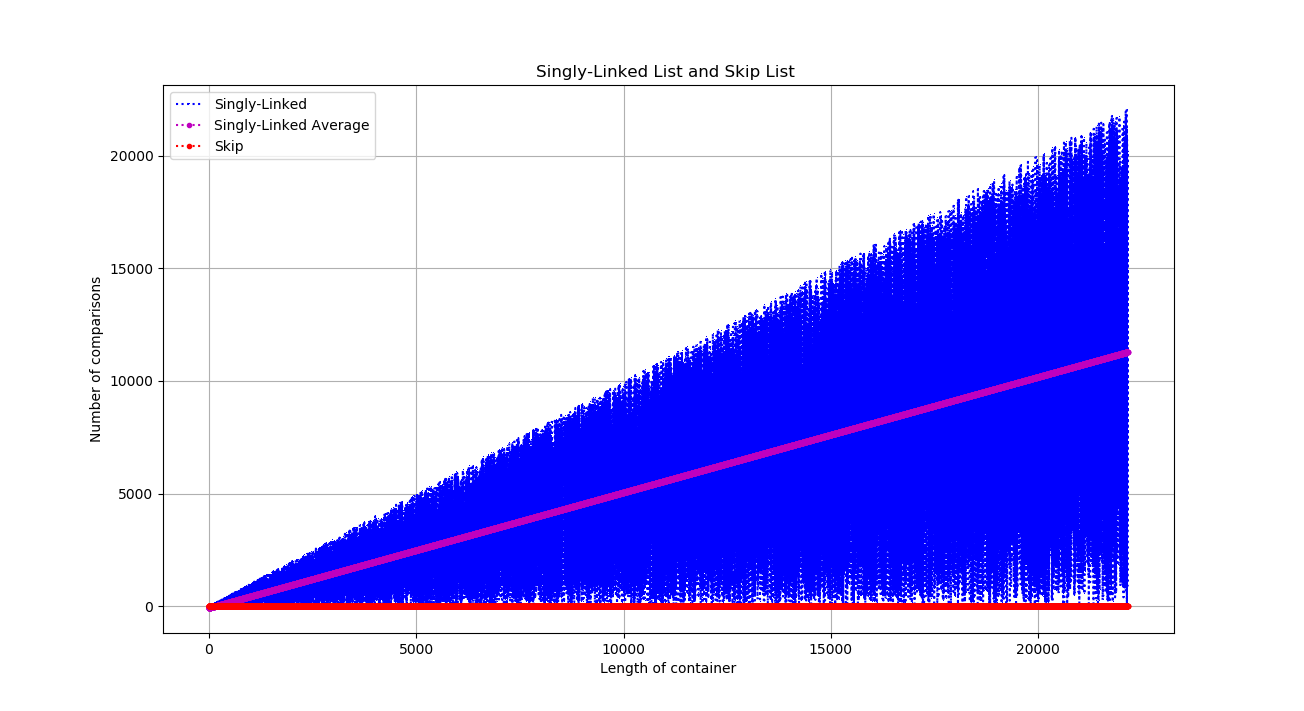 Singly-Linked List and Skip List
Singly-Linked
Singly-Linked Average
Skip
20000
15000
10000
5000
0
Number of comparisons
0 5000 10000 15000 20000
Length of container